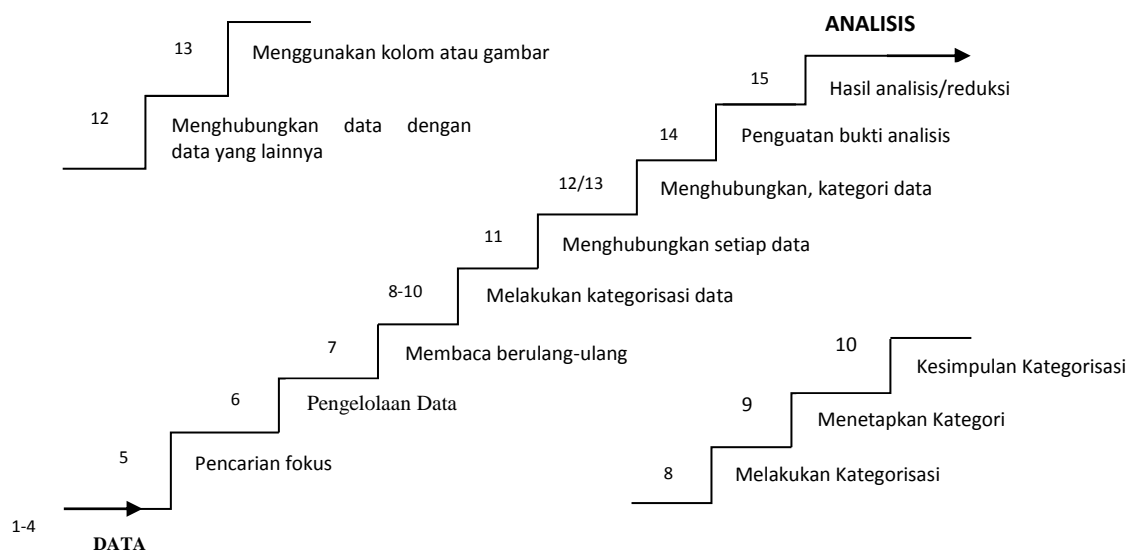 ANALISIS
13
Menggunakan kolom atau gambar
15
Hasil analisis/reduksi
12
Menghubungkan data dengan
data yang lainnya
14
Penguatan bukti analisis
12/13
Menghubungkan, kategori data
11
Menghubungkan setiap data
8-10
Melakukan kategorisasi data
7
Membaca berulang-ulang
10
Kesimpulan Kategorisasi
6
Pengelolaan Data
9
Menetapkan Kategori
5
Pencarian fokus
8
Melakukan Kategorisasi
1-4
DATA